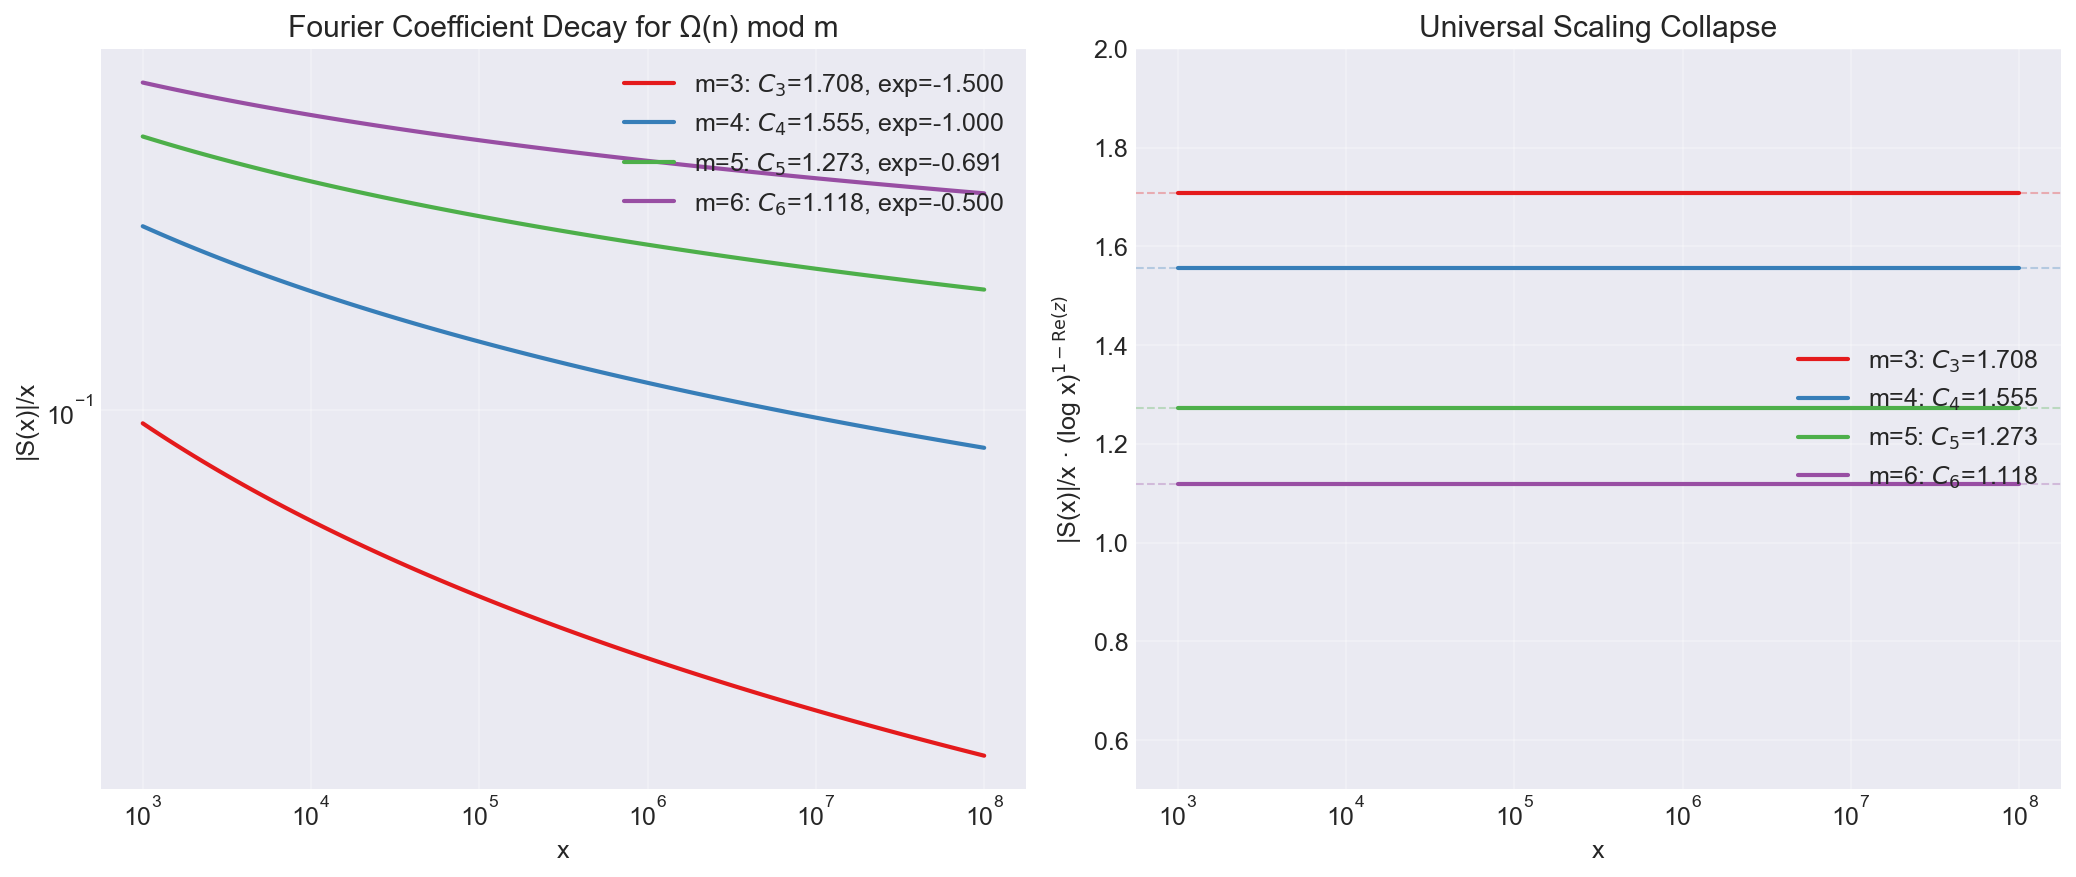 Fourier Coefficient Decay for Ω(n) mod m
m=3: C₃=1.708, exp=-1.500
m=4: C₄=1.555, exp=-1.000
m=5: C₅=1.273, exp=-0.691
m=6: C₆=1.118, exp=-0.500
|S(x)|/x
10⁻¹
10³ 10⁴ 10⁵ 10⁶ 10⁷ 10⁸
x
Universal Scaling Collapse
|S(x)|/x · (log x)^{1 − Re(z)}
2.0
1.8
1.6
1.4
1.2
1.0
0.8
0.6
m=3: C₃=1.708
m=4: C₄=1.555
m=5: C₅=1.273
m=6: C₆=1.118
10³ 10⁴ 10⁵ 10⁶ 10⁷ 10⁸
x